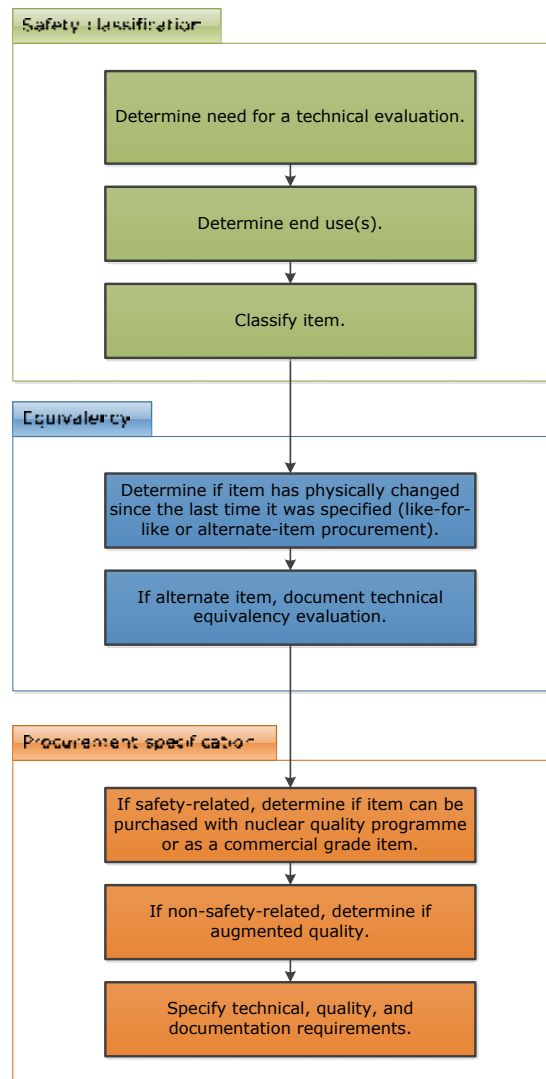 Safety classification
Determine need for a technical evaluation.
Determine end use(s).
Classify item.
Equivalency
Determine if item has physically changed
since the last time it was specified (like-for-
like or alternate-item procurement).
If alternate item, document technical
equivalency evaluation.
Procurement specification
If safety-related, determine if item can be
purchased with nuclear quality programme
or as a commercial grade item.
If non-safety-related, determine if
augmented quality.
Specify technical, quality, and
documentation requirements.